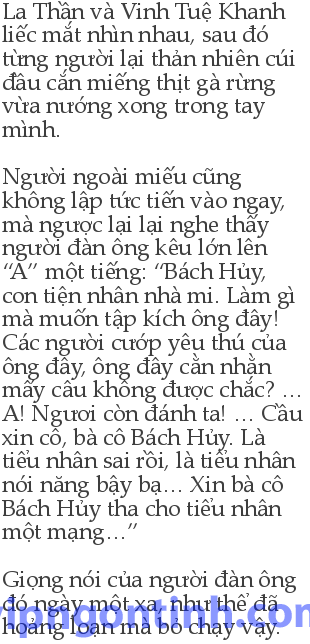 La Thần và Vinh Tuệ Khanh
liếc mắt nhìn nhau, sau đó
từng người lại thản nhiên cúi
đầu cắn miếng thịt gà rừng
vừa nướng xong trong tay
mình.
Người ngoài miếu cũng
không lập tức tiến vào ngay,
mà ngược lại lại nghe thấy
người đàn ông kêu lớn lên
“A” một tiếng: “Bách Hủy,
con tiện nhân nhà mi. Làm gì
mà muốn tập kích ông đây!
Các người cướp yêu thú của
ông đây, ông đây cằn nhằn
mấy câu không được chắc? ...
A! Ngươi còn đánh ta! ... Cầu
xin cô, bà cô Bách Hủy. Là
tiểu nhân sai rồi, là tiểu nhân
nói năng bậy bạ... Xin bà cô
Bách Hủy tha cho tiểu nhân
một mạng...”
Giọng nói của người đàn ông
đó ngày một xa, như thể đã
hoảng loạn mà bỏ chạy vậy.
vipngontinh.com